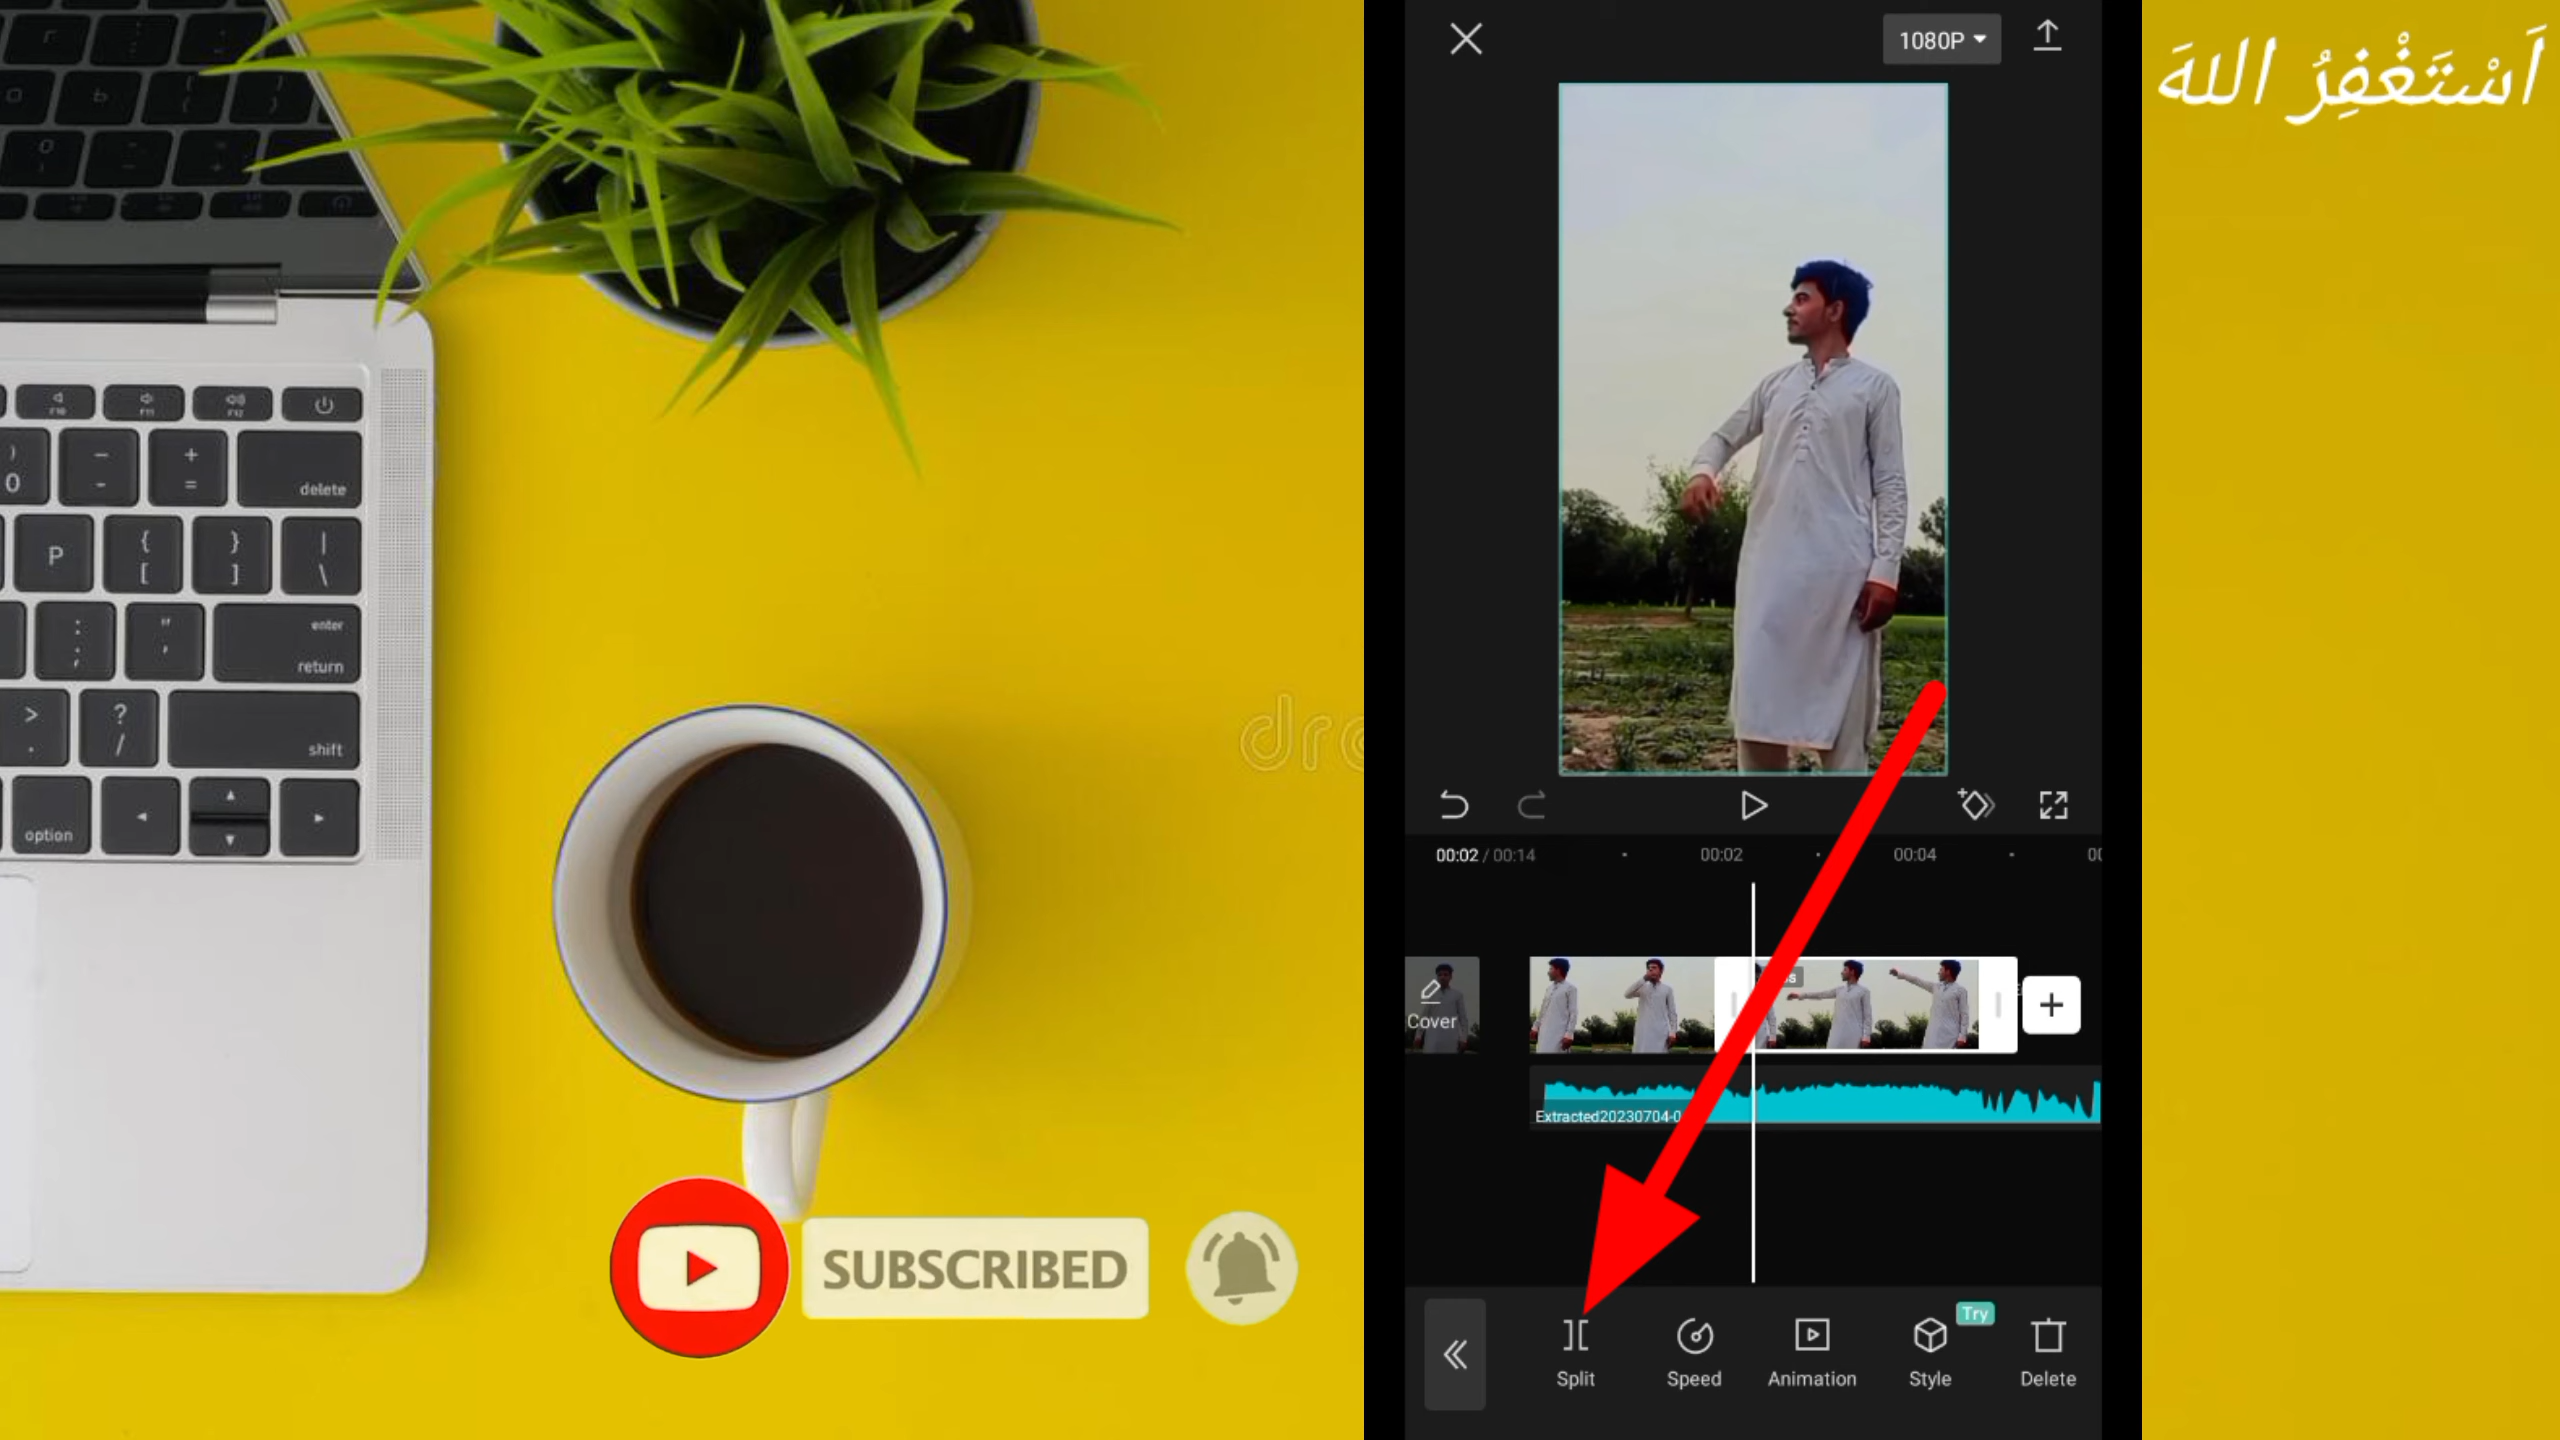 1080P
اَسْتَغْفِرُ اللهَ
delete
P
enter
return
shift
option
00:02 / 00:14
00:02
00:04
Cover
Extracted20230704-0
SUBSCRIBED
Try
Split
Speed
Animation
Style
Delete